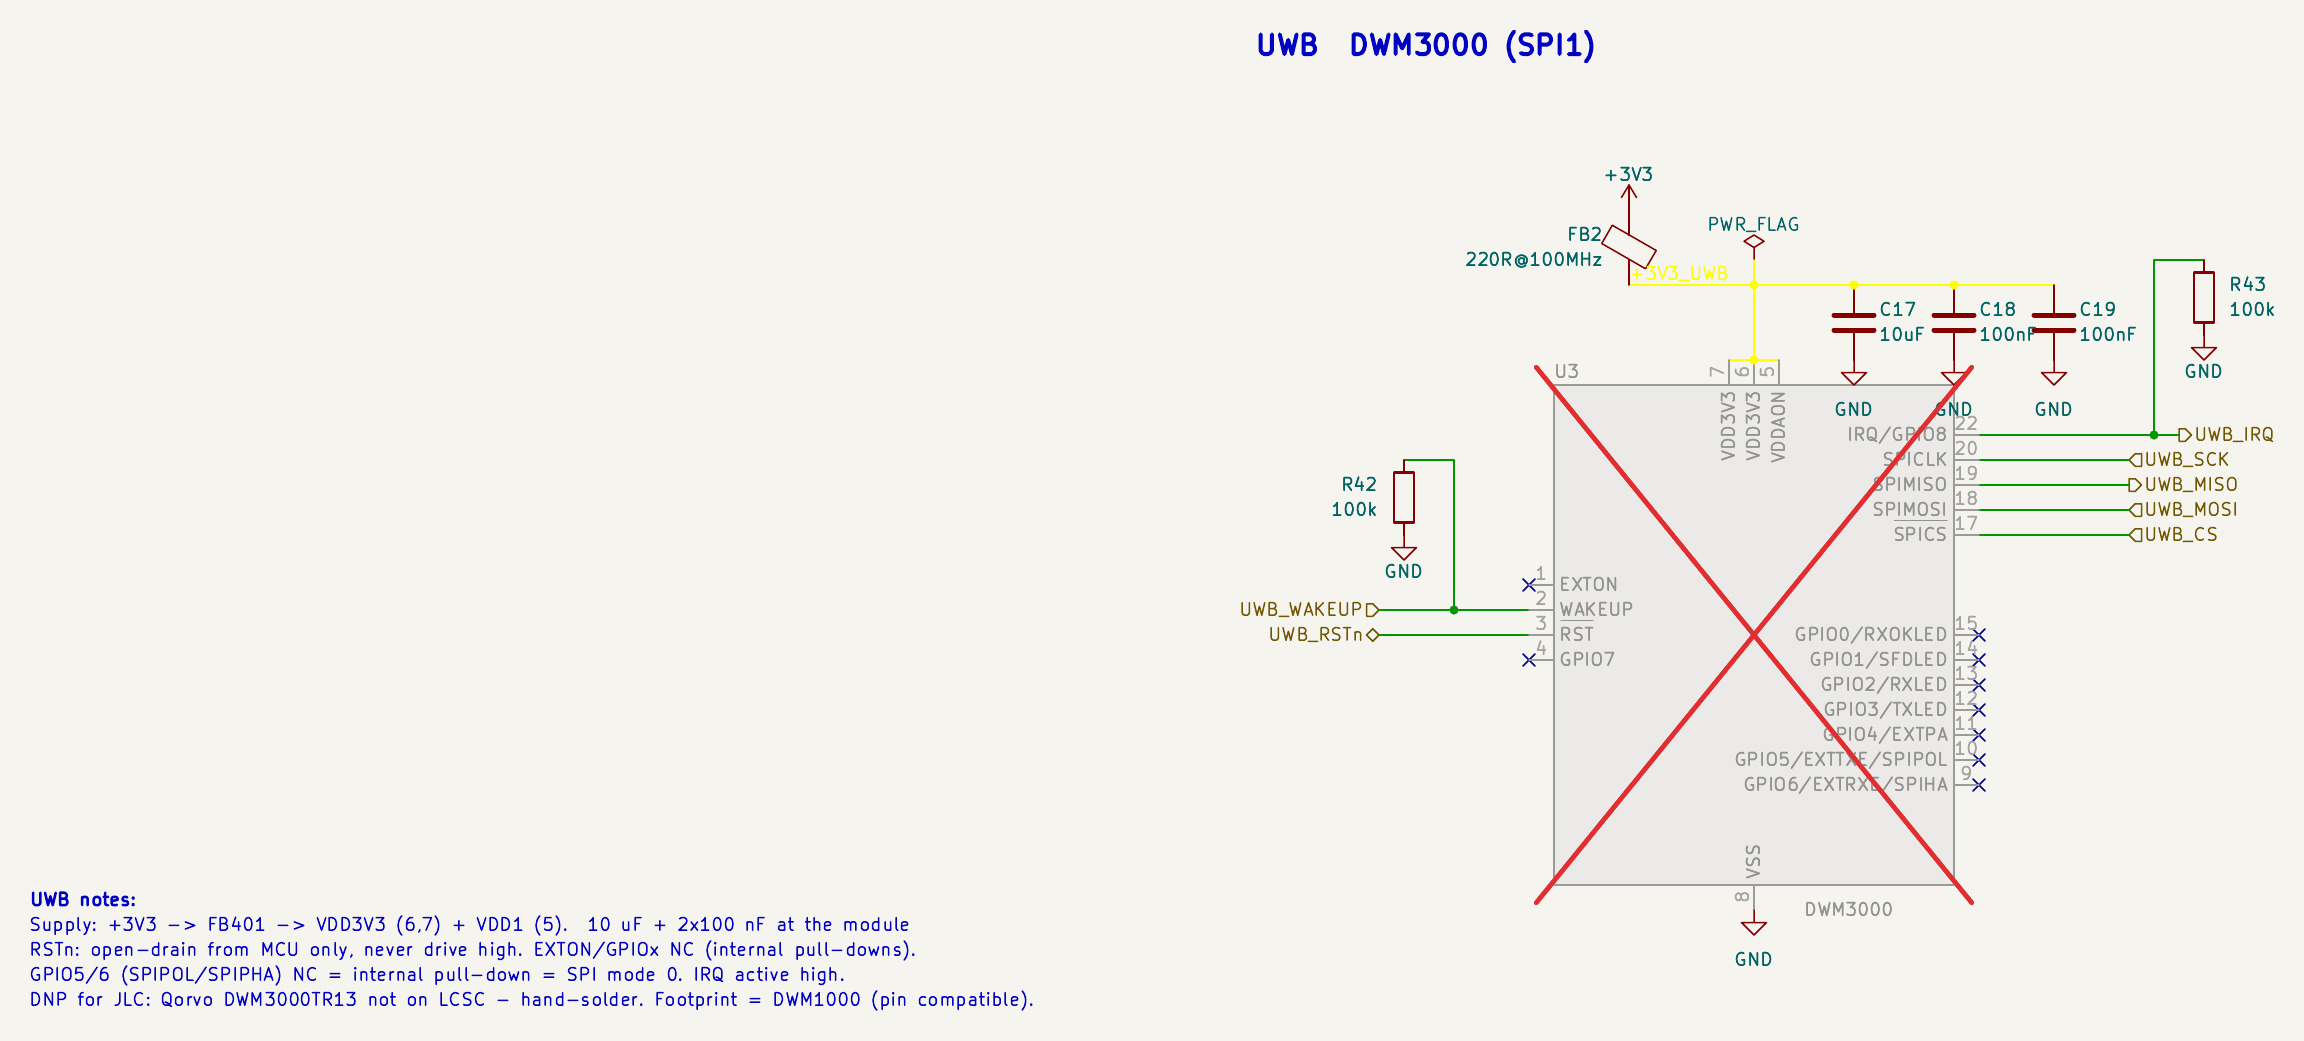 UWB  DWM3000 (SPI1)
+3V3
FB2
220R@100MHz
PWR_FLAG
+3V3_UWB
C17
10uF
GND
C18
100nF
GND
C19
100nF
GND
R43
100k
GND
U3
7
6
5
VDD3V3
VDD3V3
VDDAON
R42
100k
GND
UWB_WAKEUP
UWB_RSTn
1
EXTON
2
WAKEUP
3
RST
4
GPIO7
IRQ/GPIO8
22
UWB_IRQ
SPICLK
20
UWB_SCK
SPIMISO
19
UWB_MISO
SPIMOSI
18
UWB_MOSI
SPICS
17
UWB_CS
GPIO0/RXOKLED
15
GPIO1/SFDLED
14
GPIO2/RXLED
13
GPIO3/TXLED
12
GPIO4/EXTPA
11
GPIO5/EXTTXE/SPIPOL
10
GPIO6/EXTRXE/SPIHA
9
VSS
8
GND
DWM3000
UWB notes:
Supply: +3V3 -> FB401 -> VDD3V3 (6,7) + VDD1 (5).  10 uF + 2x100 nF at the module
RSTn: open-drain from MCU only, never drive high. EXTON/GPIOx NC (internal pull-downs).
GPIO5/6 (SPIPOL/SPIPHA) NC = internal pull-down = SPI mode 0. IRQ active high.
DNP for JLC: Qorvo DWM3000TR13 not on LCSC - hand-solder. Footprint = DWM1000 (pin compatible).